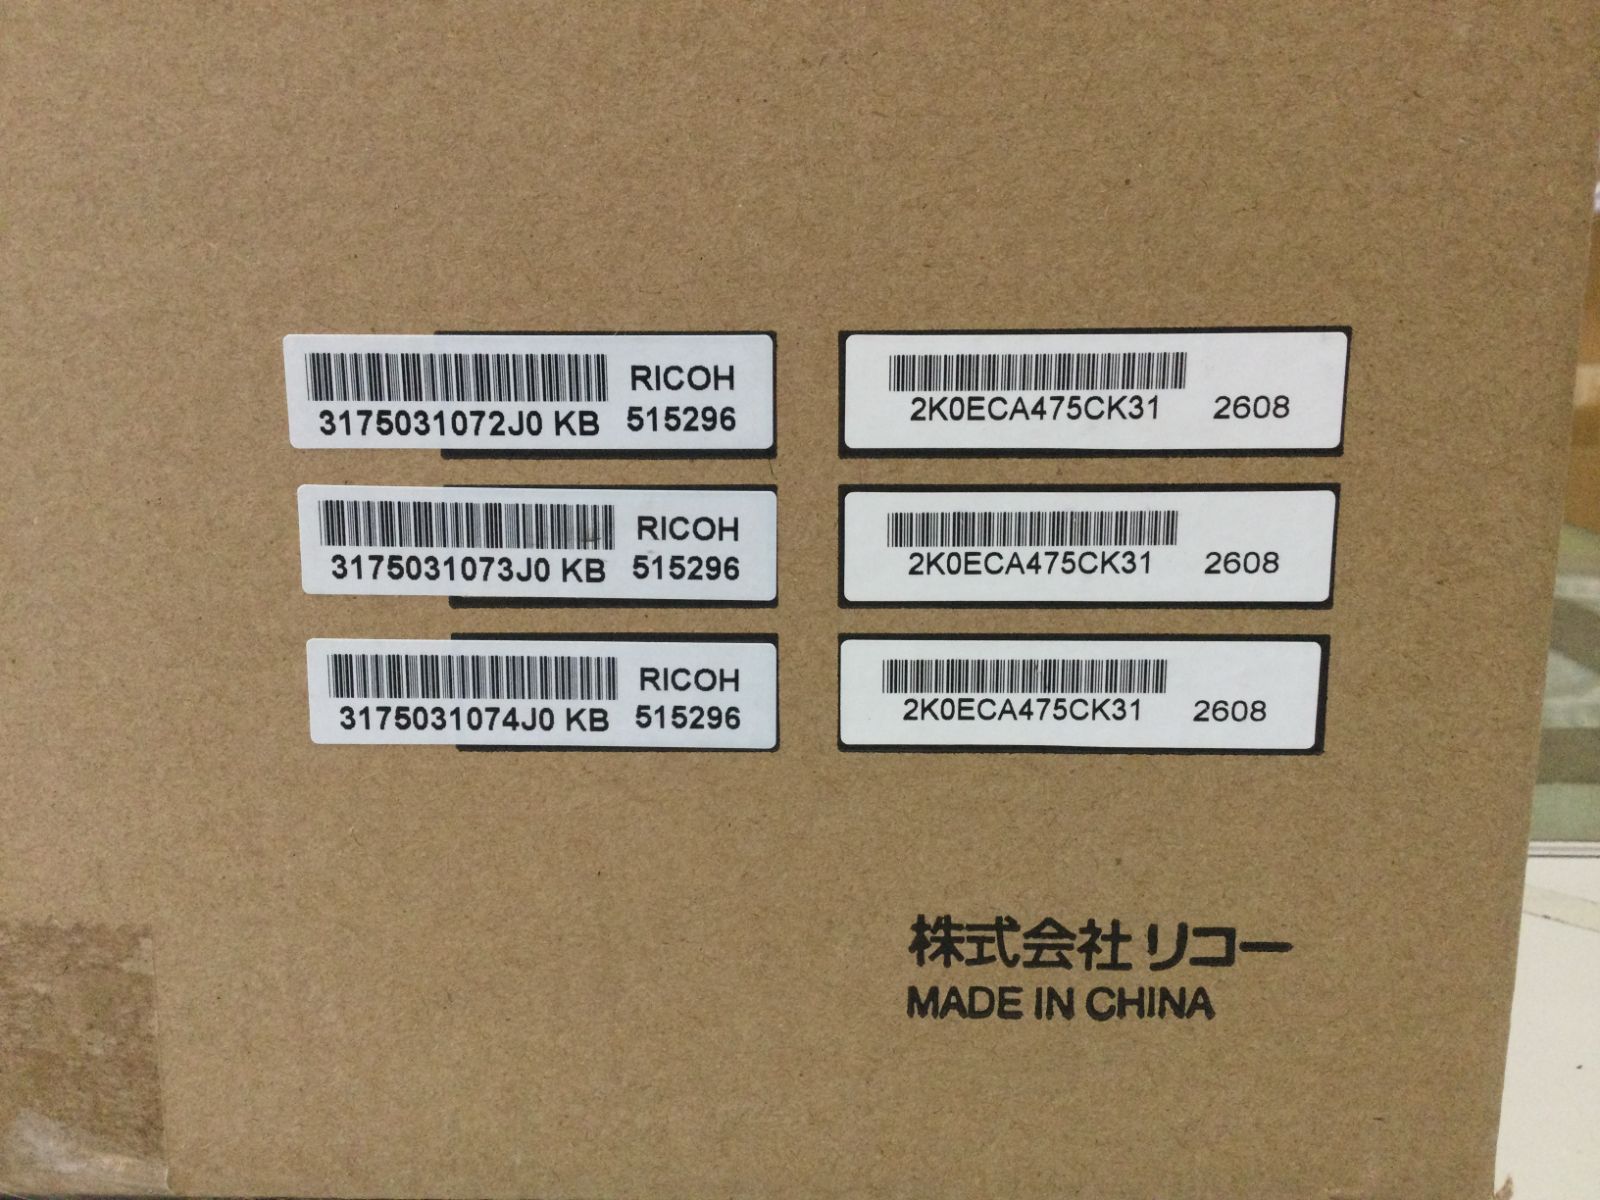 RICOH
3175031072J0 KB 515296
2K0ECA475CK31 2608
RICOH
3175031073J0 KB 515296
2K0ECA475CK31 2608
RICOH
3175031074J0 KB 515296
2K0ECA475CK31 2608
株式会社リコー
MADE IN CHINA